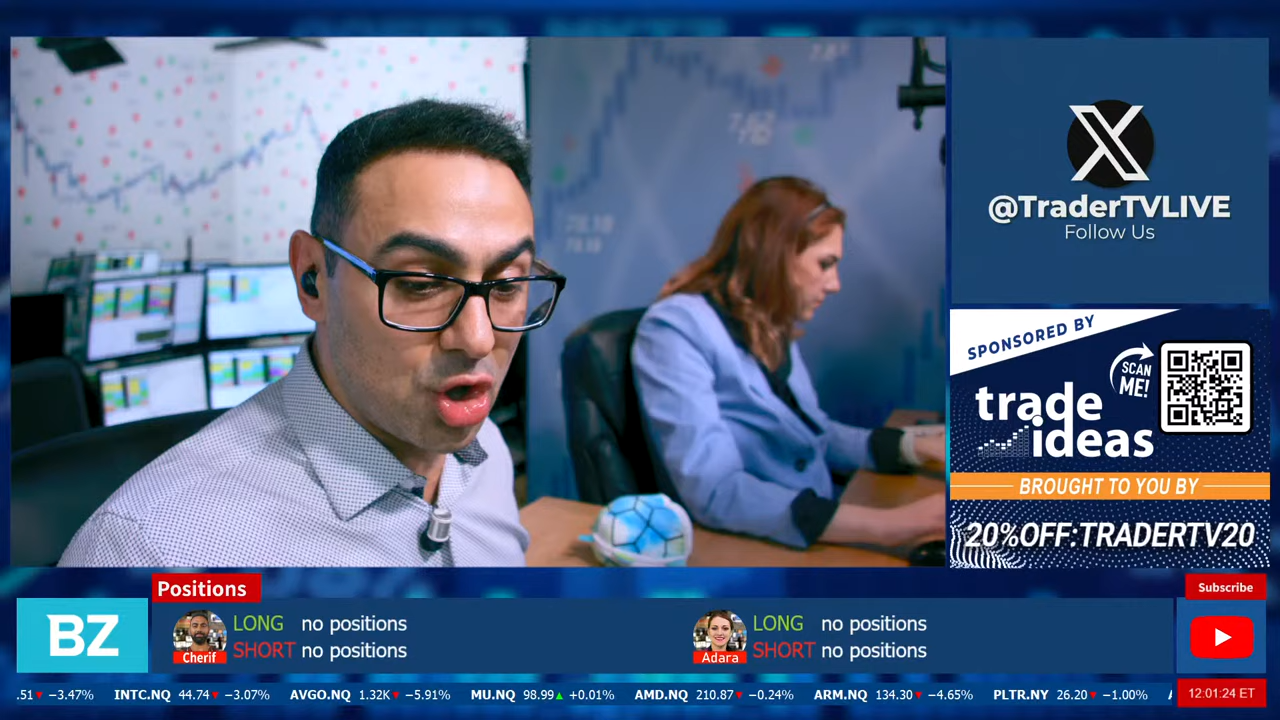 @TraderTVLIVE
Follow Us
SPONSORED BY
SCAN
ME!
trade
ideas
BROUGHT TO YOU BY
20%OFF:TRADERTV20
Positions
Subscribe
BZ
LONG no positions
SHORT no positions
Cherif
LONG no positions
SHORT no positions
Adara
.51▼ −3.47% INTC.NQ 44.74▼ −3.07% AVGO.NQ 1.32K▼ −5.91% MU.NQ 98.99▲ +0.01% AMD.NQ 210.87▼ −0.24% ARM.NQ 134.30▼ −4.65% PLTR.NY 26.20▼ −1.00%
12:01:24 ET